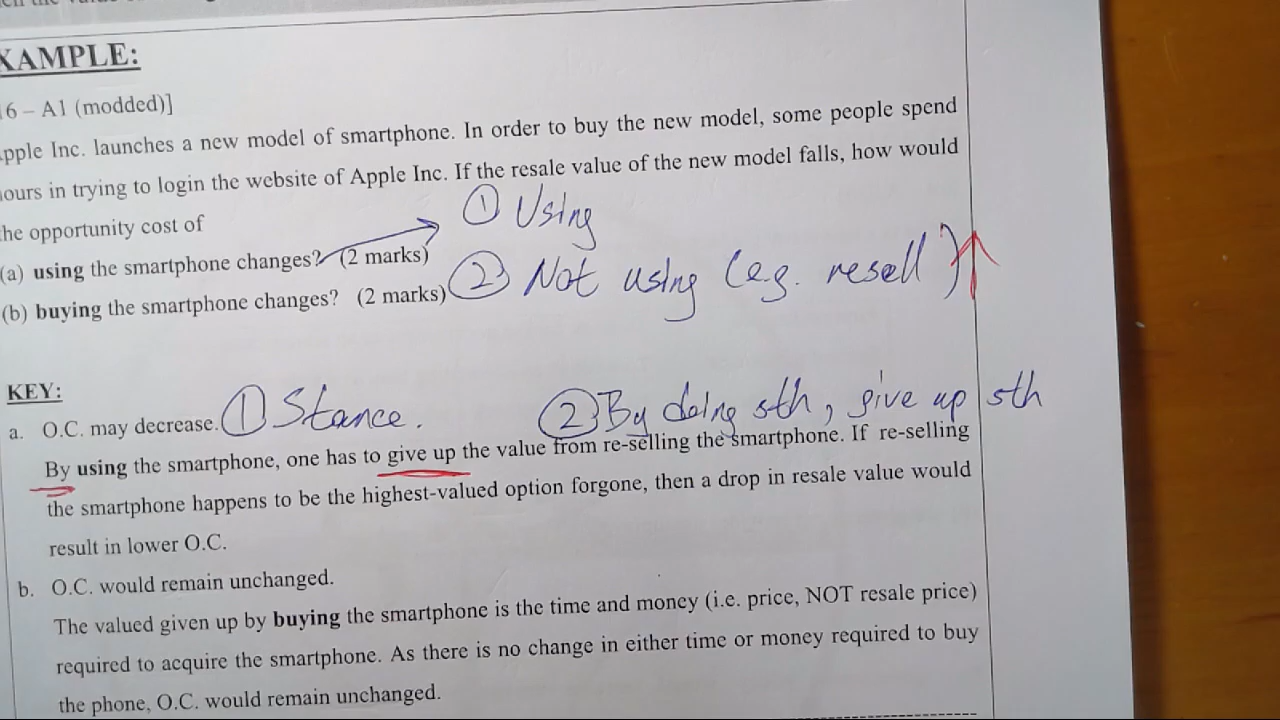 XAMPLE:
6 – A1 (modded)]
pple Inc. launches a new model of smartphone. In order to buy the new model, some people spend
ours in trying to login the website of Apple Inc. If the resale value of the new model falls, how would
he opportunity cost of
① Using
(a) using the smartphone changes? (2 marks)
② Not using (e.g. resell)
(b) buying the smartphone changes? (2 marks)
KEY:
a. O.C. may decrease. ① Stance. ② By doing sth, give up sth
By using the smartphone, one has to give up the value from re-selling the smartphone. If re-selling
the smartphone happens to be the highest-valued option forgone, then a drop in resale value would
result in lower O.C.
b. O.C. would remain unchanged.
The valued given up by buying the smartphone is the time and money (i.e. price, NOT resale price)
required to acquire the smartphone. As there is no change in either time or money required to buy
the phone, O.C. would remain unchanged.